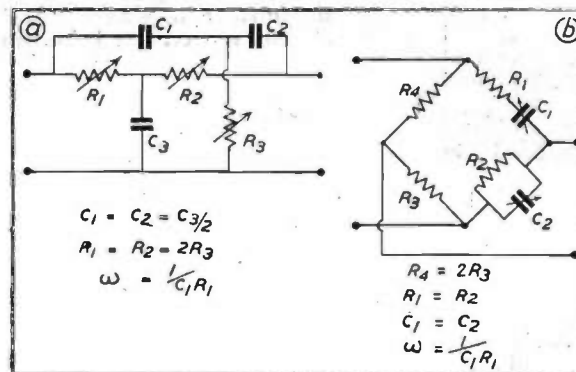 a
C1
C2
R1
R2
C3
R3
C1 = C2 = C3/2
R1 = R2 = 2R3
ω = 1/C1R1
b
R4
R1
C1
R2
R3
C2
R4 = 2R3
R1 = R2
C1 = C2
ω = 1/C1R1